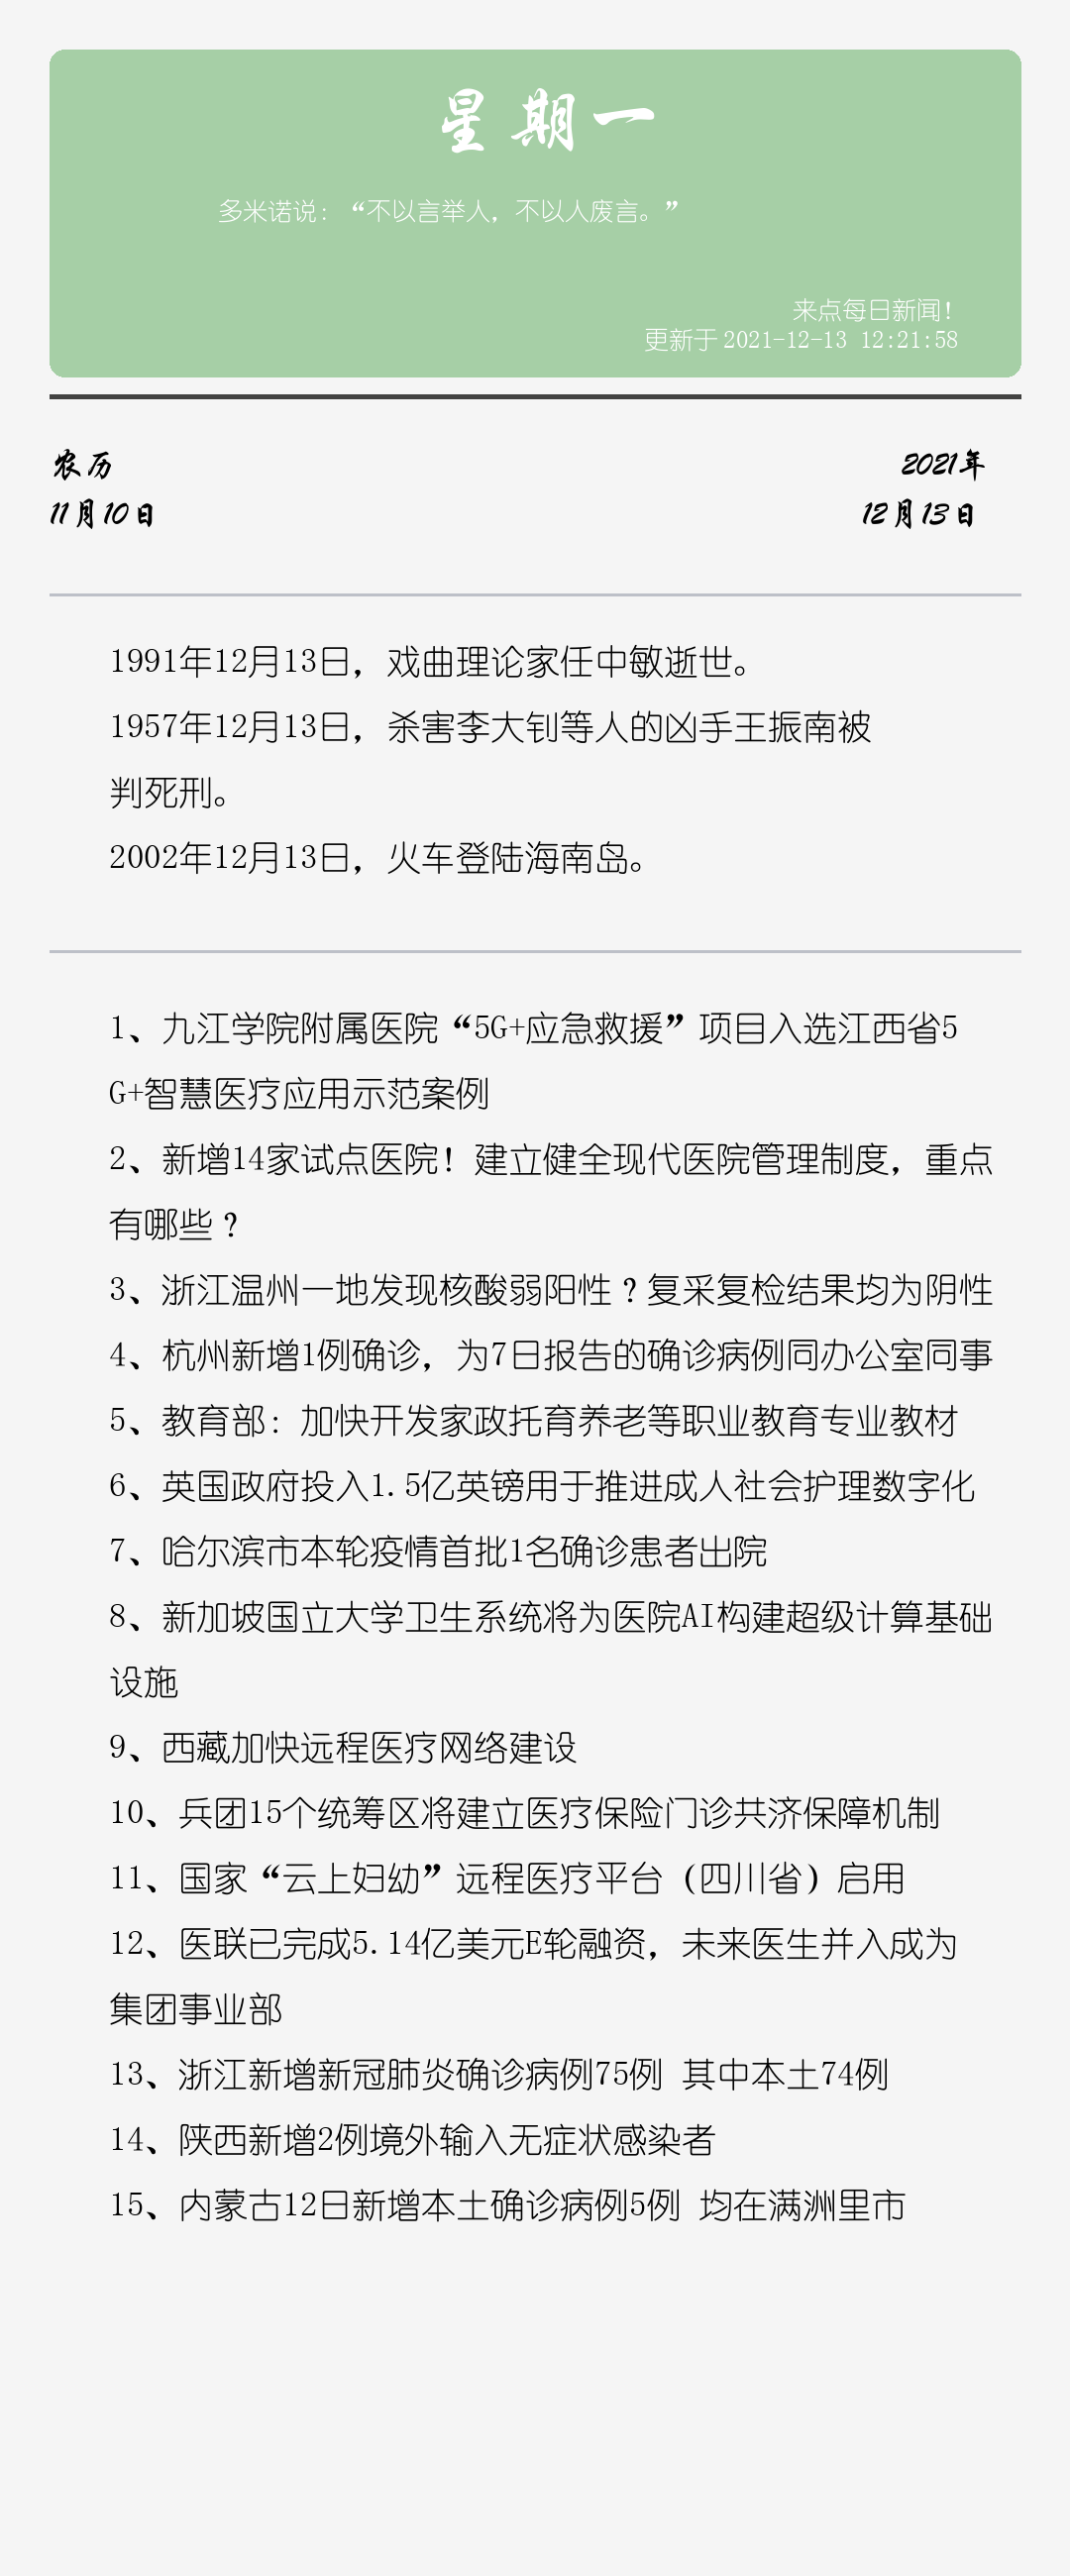 星期一
多米诺说：“不以言举人，不以人废言。”
来点每日新闻！
更新于2021-12-13 12:21:58
农历
2021年
11月10日
12月13日
1991年12月13日，戏曲理论家任中敏逝世。
1957年12月13日，杀害李大钊等人的凶手王振南被
判死刑。
2002年12月13日，火车登陆海南岛。
1、九江学院附属医院“5G+应急救援”项目入选江西省5
G+智慧医疗应用示范案例
2、新增14家试点医院！建立健全现代医院管理制度，重点
有哪些？
3、浙江温州一地发现核酸弱阳性？复采复检结果均为阴性
4、杭州新增1例确诊，为7日报告的确诊病例同办公室同事
5、教育部：加快开发家政托育养老等职业教育专业教材
6、英国政府投入1.5亿英镑用于推进成人社会护理数字化
7、哈尔滨市本轮疫情首批1名确诊患者出院
8、新加坡国立大学卫生系统将为医院AI构建超级计算基础
设施
9、西藏加快远程医疗网络建设
10、兵团15个统筹区将建立医疗保险门诊共济保障机制
11、国家“云上妇幼”远程医疗平台（四川省）启用
12、医联已完成5.14亿美元E轮融资，未来医生并入成为
集团事业部
13、浙江新增新冠肺炎确诊病例75例 其中本土74例
14、陕西新增2例境外输入无症状感染者
15、内蒙古12日新增本土确诊病例5例 均在满洲里市